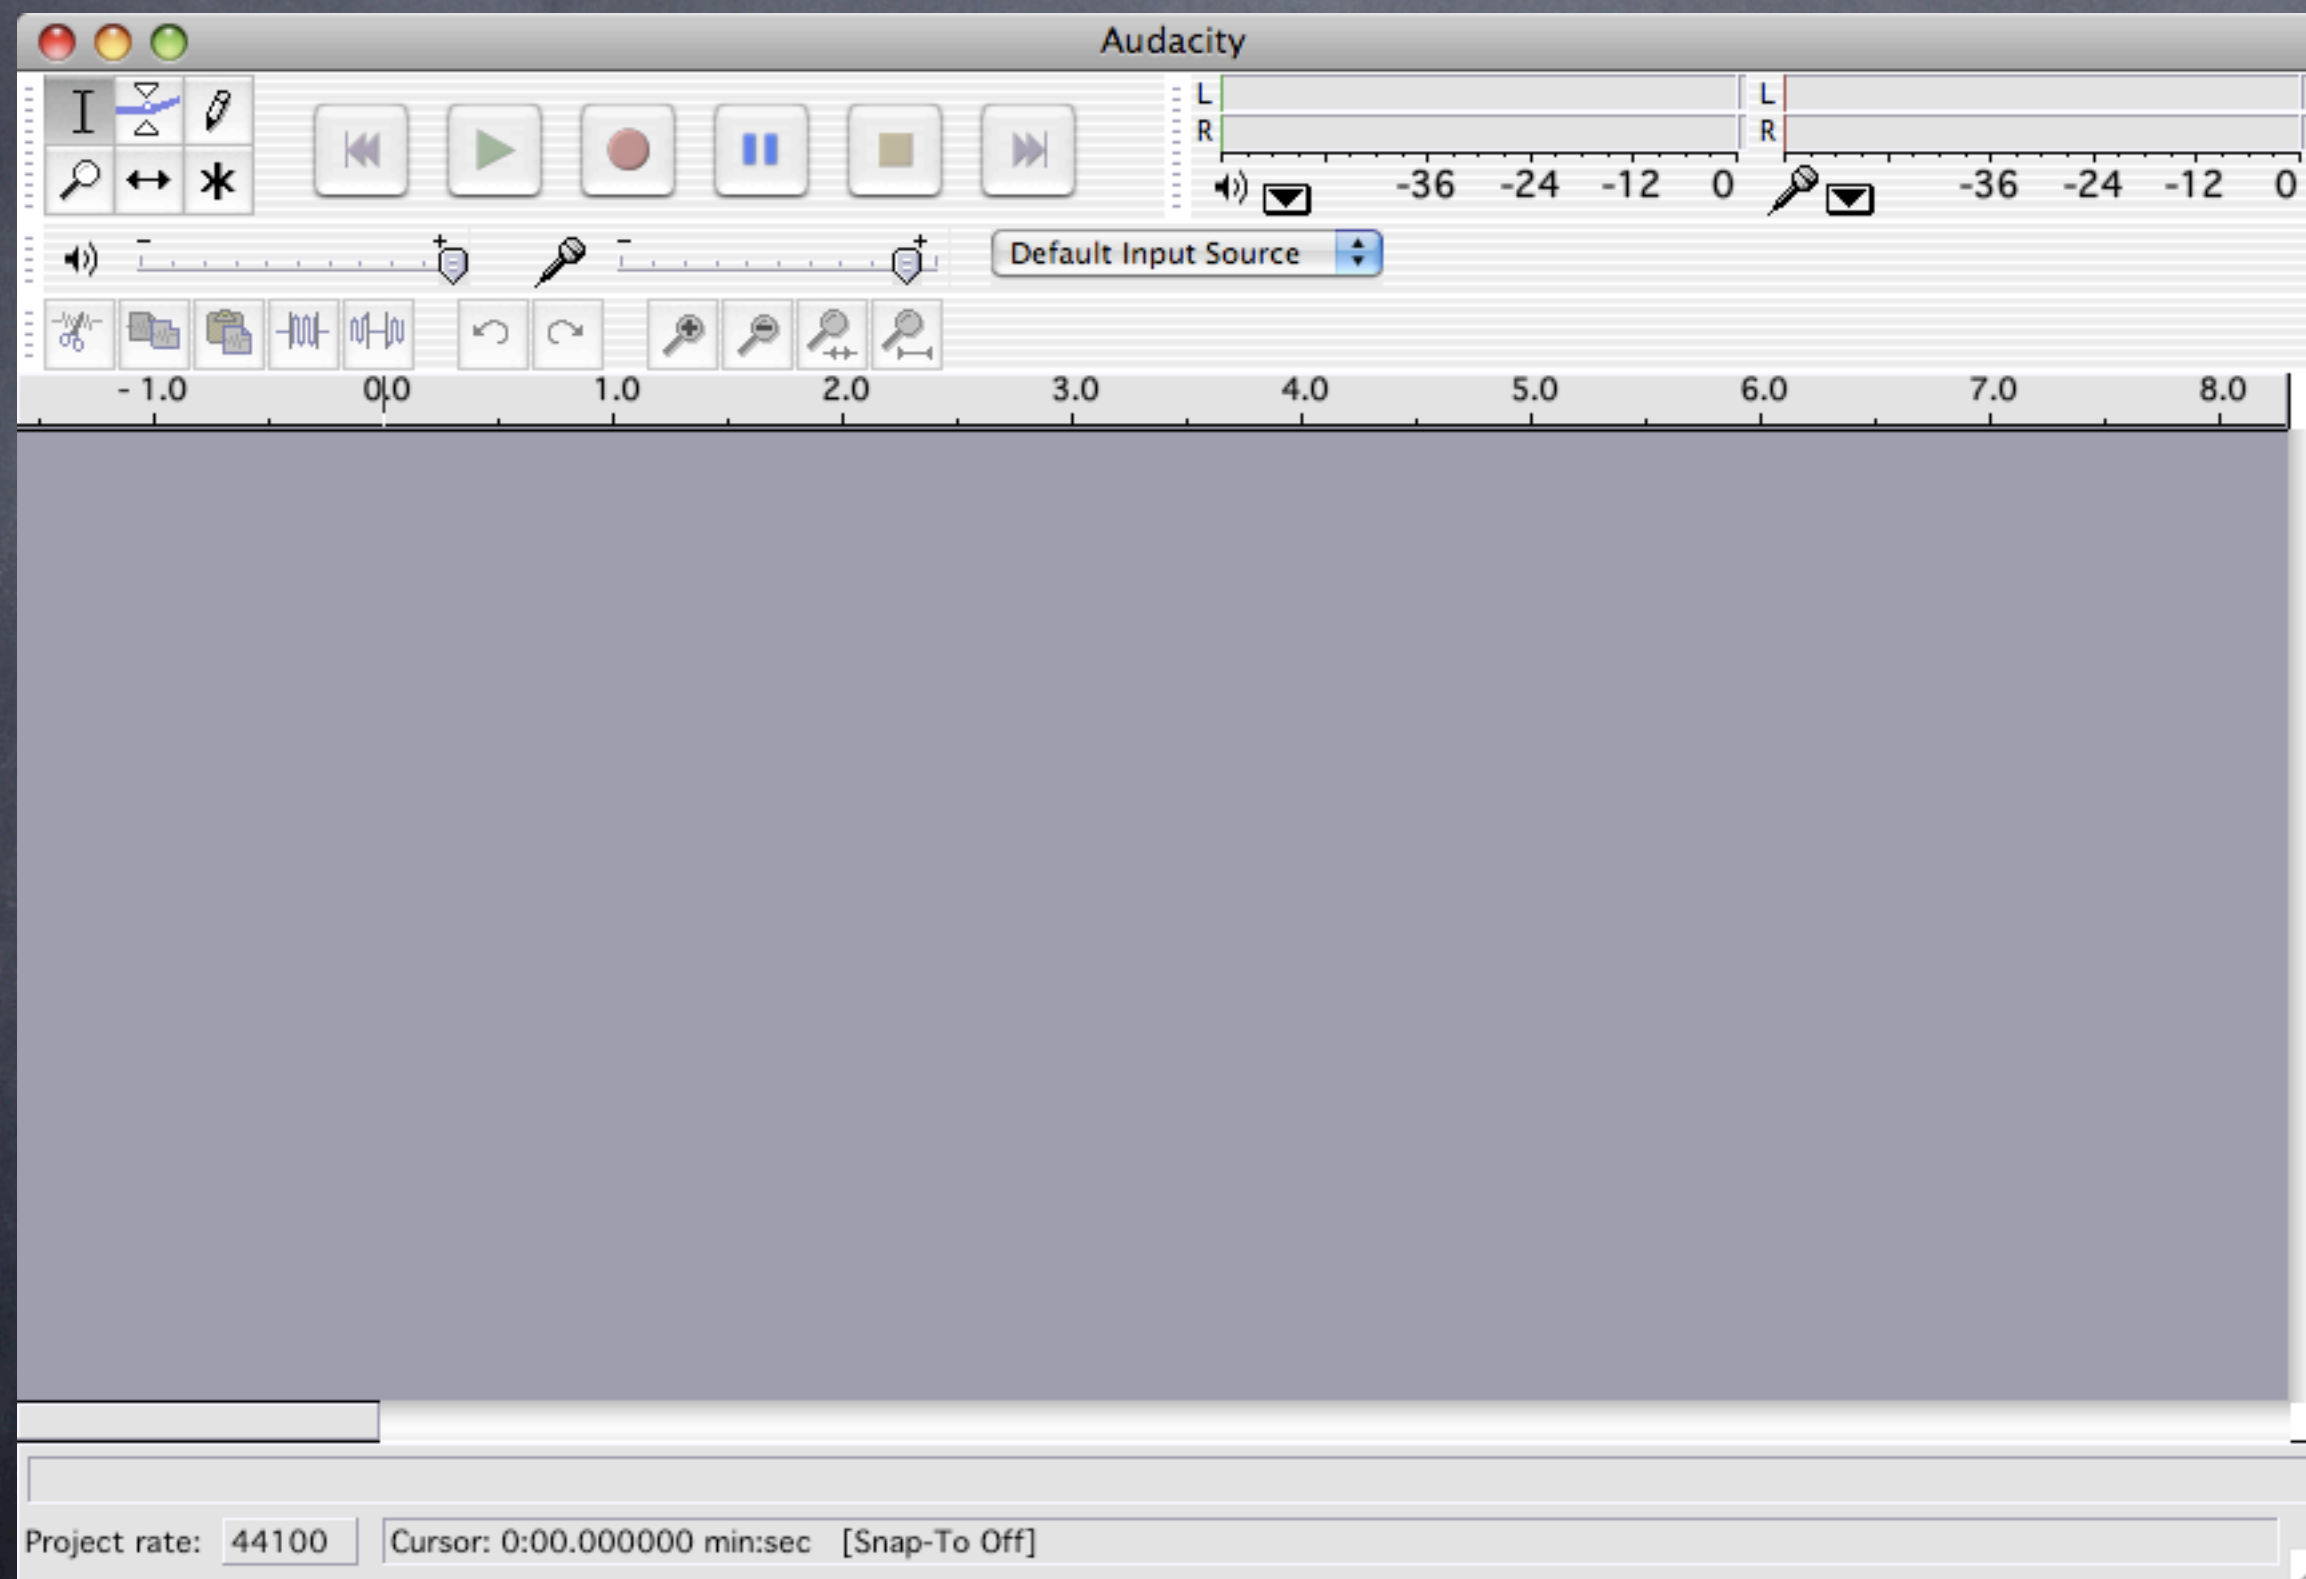 Audacity
L
R
-36 -24 -12 0
L
R
-36 -24 -12 0
- + - + Default Input Source
- 1.0 0.0 1.0 2.0 3.0 4.0 5.0 6.0 7.0 8.0
Project rate: 44100 Cursor: 0:00.000000 min:sec [Snap-To Off]